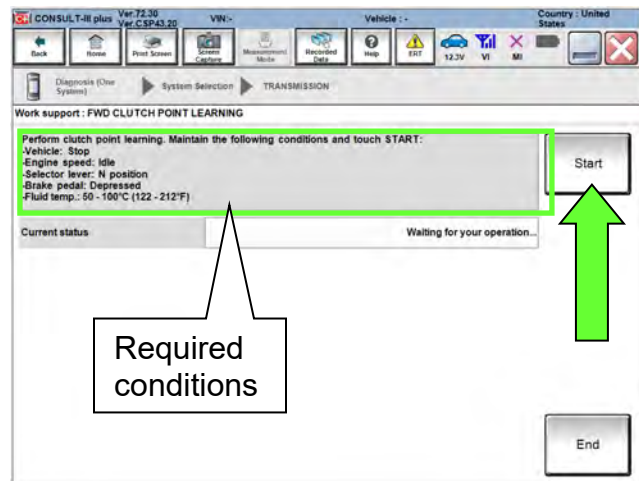 CONSULT-III plus
Ver.72.30
Ver.CSP43.20
VIN:-
Vehicle : -
Country : United
States
Back
Home
Print Screen
Screen
Capture
Measurement
Mode
Recorded
Data
Help
ERT
12.3V
VI
MI
Diagnosis (One
System)
System Selection
TRANSMISSION
Work support : FWD CLUTCH POINT LEARNING
Perform clutch point learning. Maintain the following conditions and touch START:
-Vehicle: Stop
-Engine speed: Idle
-Selector lever: N position
-Brake pedal: Depressed
-Fluid temp.: 50 - 100°C (122 - 212°F)
Start
Current status
Waiting for your operation...
Required
conditions
End